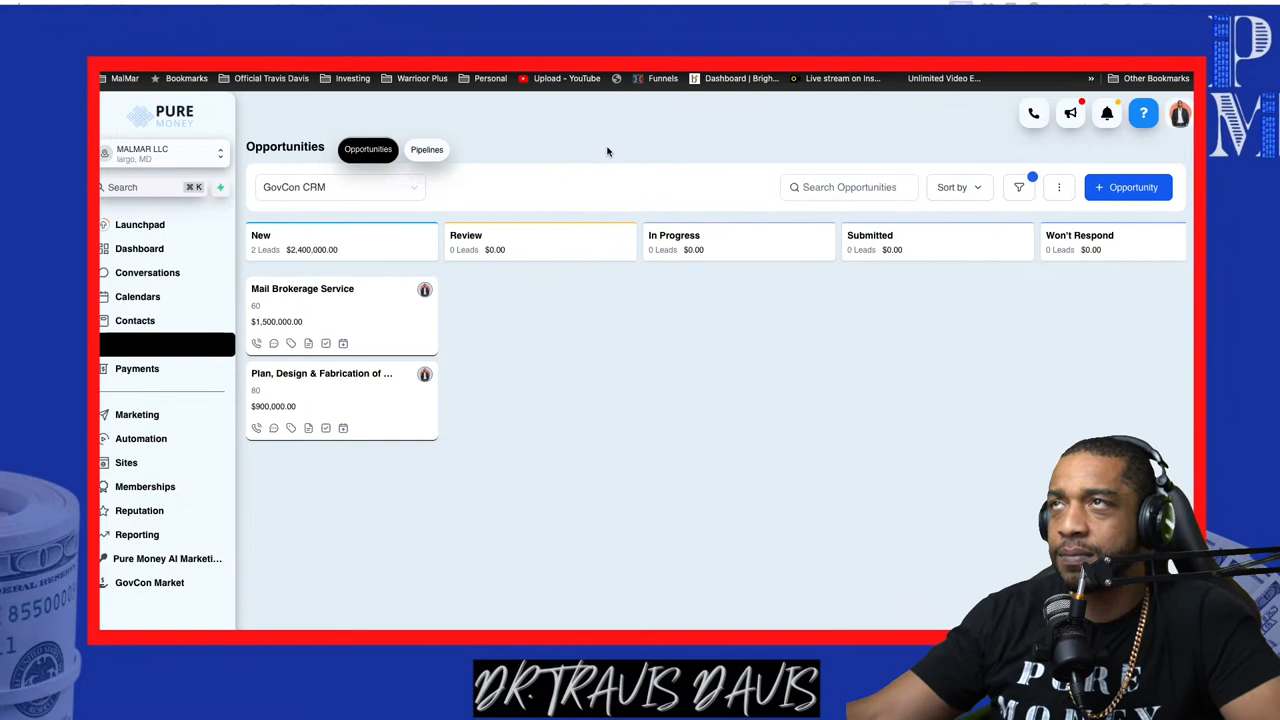 MalMar
Bookmarks
Official Travis Davis
Investing
Warrioor Plus
Personal
Upload - YouTube
Funnels
Dashboard | Brigh...
Live stream on Ins...
Unlimited Video E...
»
Other Bookmarks
PM
PURE
MONEY
MALMAR LLC
largo, MD
Search
⌘ K
Launchpad
Dashboard
Conversations
Calendars
Contacts
Payments
Marketing
Automation
Sites
Memberships
Reputation
Reporting
Pure Money AI Marketi...
GovCon Market
Opportunities
Opportunities
Pipelines
?
GovCon CRM
Search Opportunities
Sort by
+ Opportunity
New
2 Leads $2,400,000.00
Review
0 Leads $0.00
In Progress
0 Leads $0.00
Submitted
0 Leads $0.00
Won't Respond
0 Leads $0.00
Mail Brokerage Service
60
$1,500,000.00
Plan, Design & Fabrication of ...
80
$900,000.00
PURE
MONEY
DR. TRAVIS DAVIS